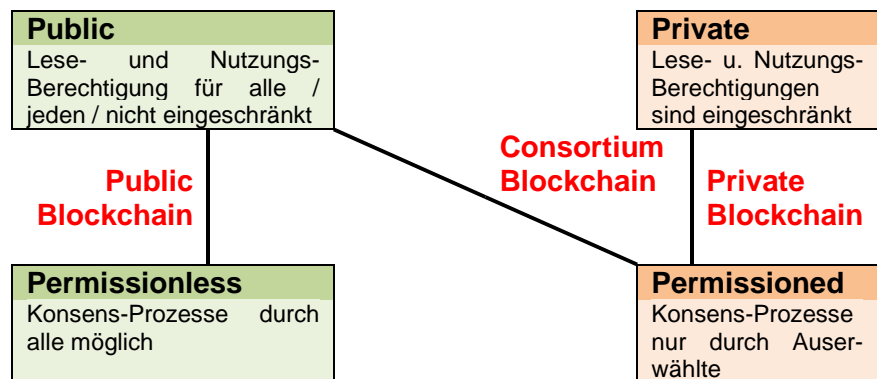 Public
Lese- und Nutzungs-
Berechtigung für alle /
jeden / nicht eingeschränkt
Private
Lese- u. Nutzungs-
Berechtigungen
sind eingeschränkt
Public
Blockchain
Consortium
Blockchain
Private
Blockchain
Permissionless
Konsens-Prozesse durch
alle möglich
Permissioned
Konsens-Prozesse
nur durch Auser-
wählte